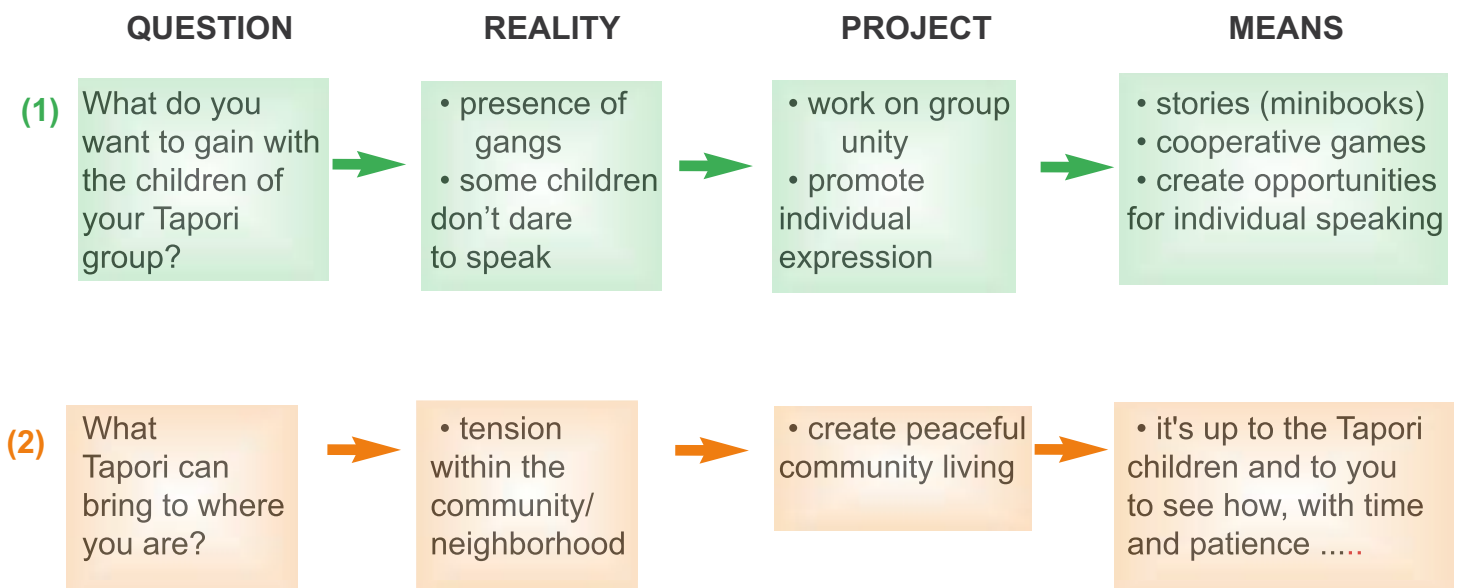 QUESTION
REALITY
PROJECT
MEANS
(1)
What do you
want to gain with
the children of
your Tapori
group?
• presence of
gangs
• some children
don’t dare
to speak
• work on group
unity
• promote
individual
expression
• stories (minibooks)
• cooperative games
• create opportunities
for individual speaking
(2)
What
Tapori can
bring to where
you are?
• tension
within the
community/
neighborhood
• create peaceful
community living
• it's up to the Tapori
children and to you
to see how, with time
and patience .....